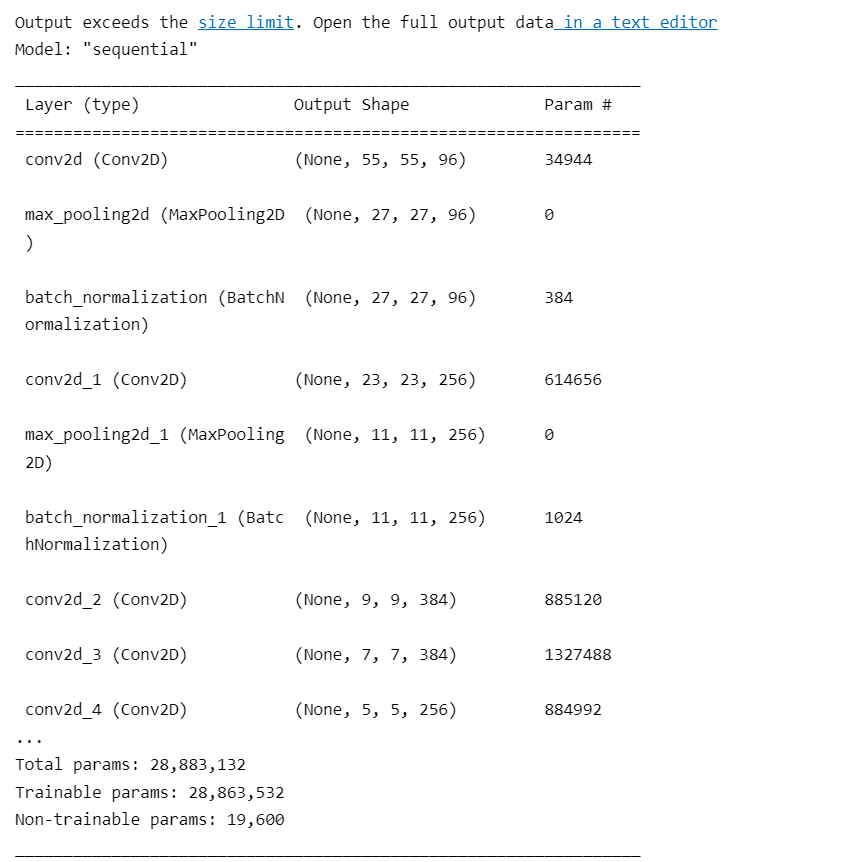 Output exceeds the size limit. Open the full output data in a text editor
Model: "sequential"
_________________________________________________________________
Layer (type) Output Shape Param #
=================================================================
conv2d (Conv2D) (None, 55, 55, 96) 34944
max_pooling2d (MaxPooling2D (None, 27, 27, 96) 0
)
batch_normalization (BatchN (None, 27, 27, 96) 384
ormalization)
conv2d_1 (Conv2D) (None, 23, 23, 256) 614656
max_pooling2d_1 (MaxPooling (None, 11, 11, 256) 0
2D)
batch_normalization_1 (Batc (None, 11, 11, 256) 1024
hNormalization)
conv2d_2 (Conv2D) (None, 9, 9, 384) 885120
conv2d_3 (Conv2D) (None, 7, 7, 384) 1327488
conv2d_4 (Conv2D) (None, 5, 5, 256) 884992
...
Total params: 28,883,132
Trainable params: 28,863,532
Non-trainable params: 19,600
_________________________________________________________________